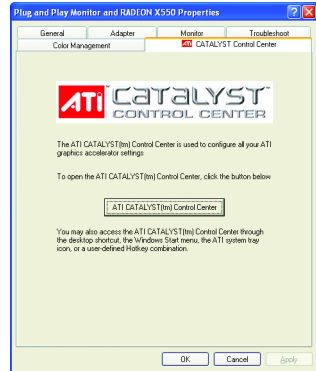 Plug and Play Monitor and RADEON X550 Properties
General Adapter Monitor Troubleshoot
Color Management ATI CATALYST Control Center
ATI CATALYST™
CONTROL CENTER
The ATI CATALYST(tm) Control Center is used to configure all your ATI
graphics accelerator settings
To open the ATI CATALYST(tm) Control Center, click the button below
ATI CATALYST(tm) Control Center
You may also access the ATI CATALYST(tm) Control Center through
the desktop shortcut, the Windows Start menu, the ATI system tray
icon, or a user-defined Hotkey combination.
OK Cancel Apply